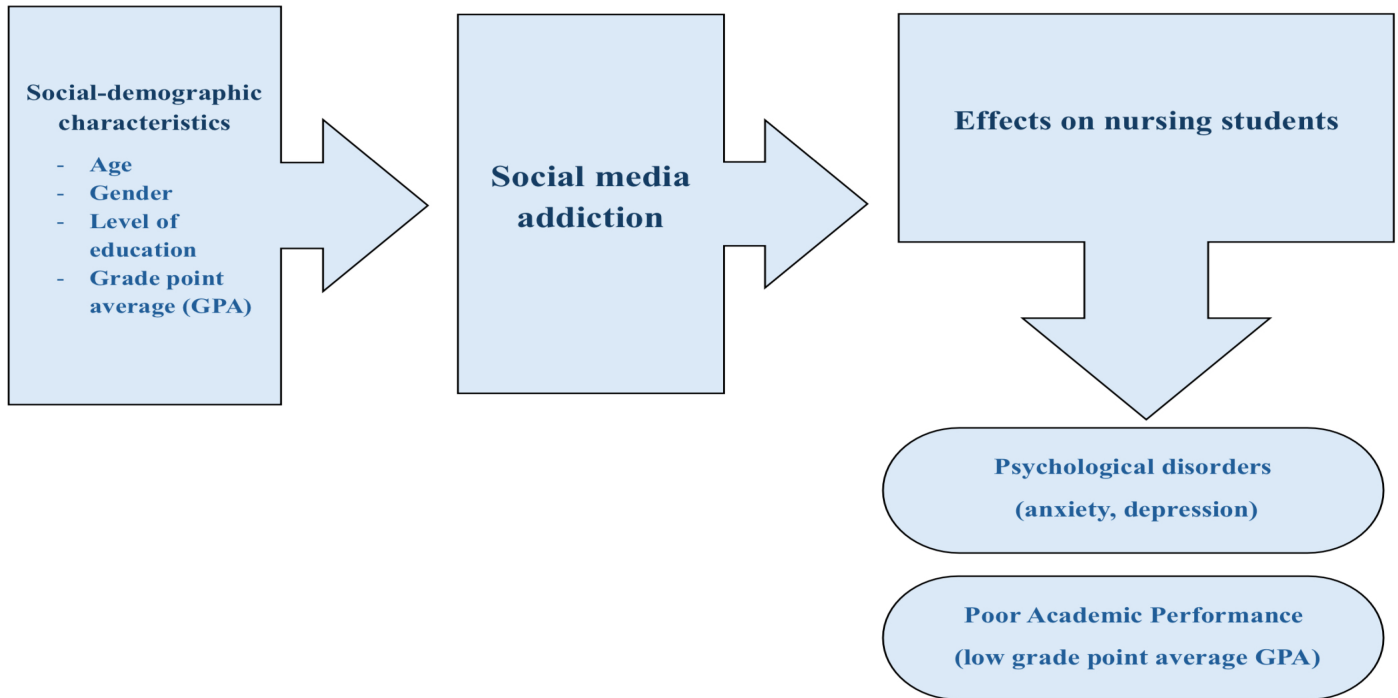 Social-demographic
characteristics
- Age
- Gender
- Level of
education
- Grade point
average (GPA)
Social media
addiction
Effects on nursing students
Psychological disorders
(anxiety, depression)
Poor Academic Performance
(low grade point average GPA)